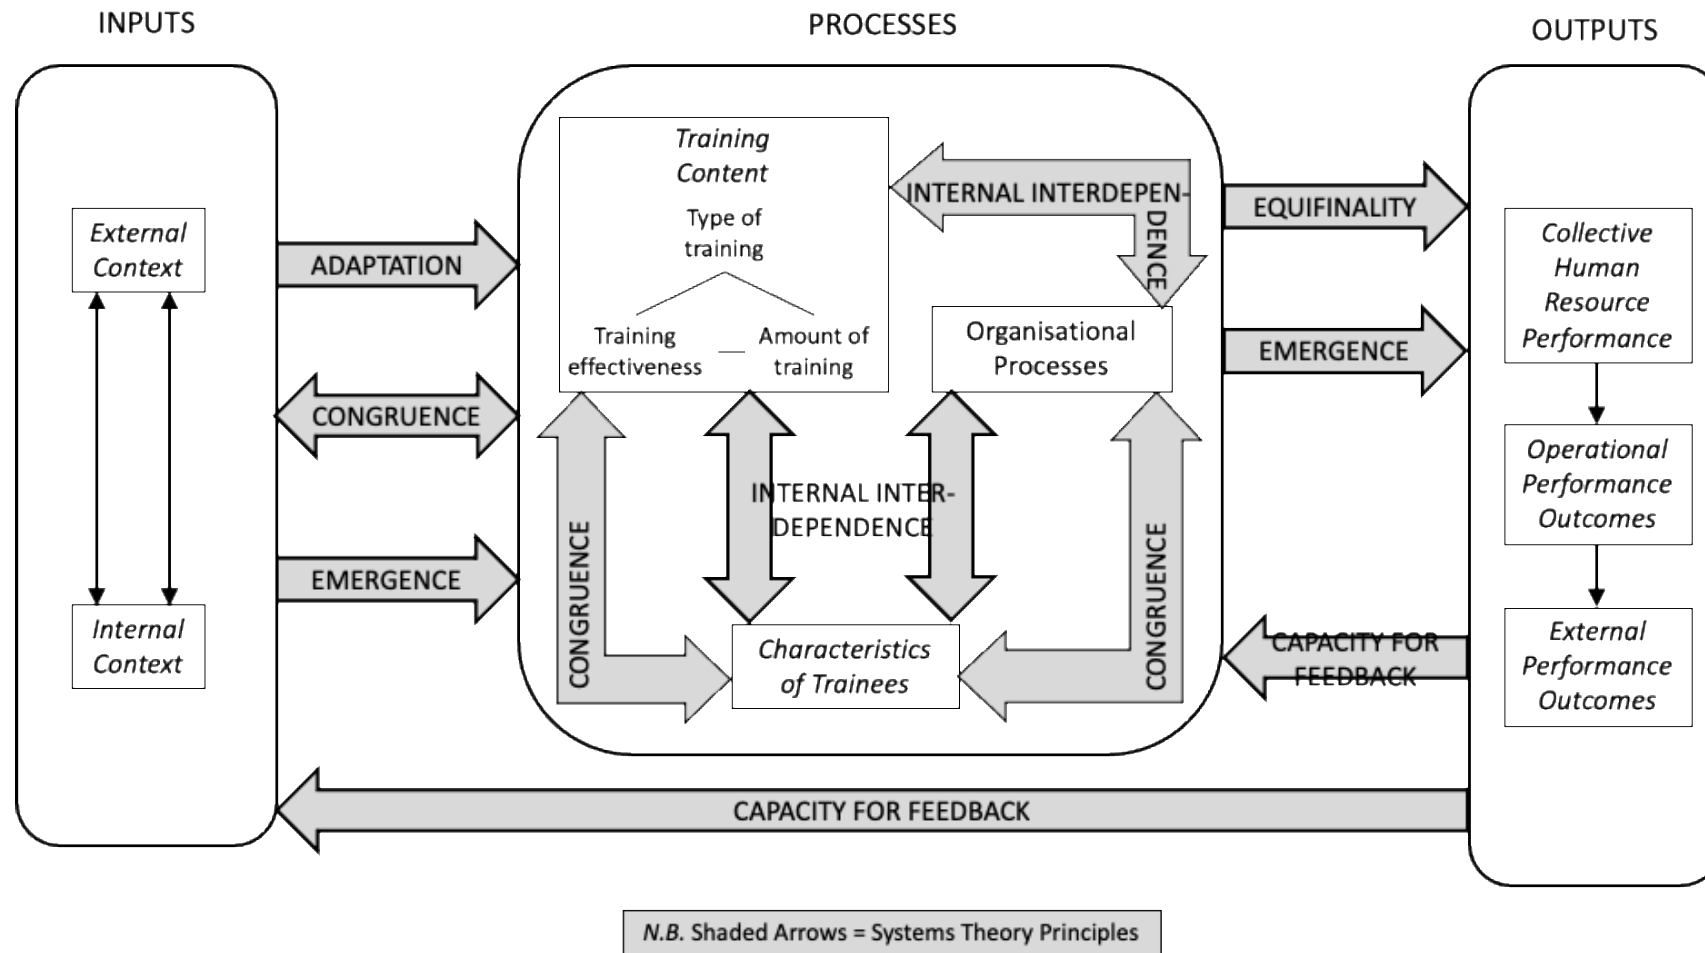 INPUTS
PROCESSES
OUTPUTS
External
Context
Internal
Context
ADAPTATION
CONGRUENCE
EMERGENCE
Training
Content
Type of
training
Training
effectiveness
Amount of
training
INTERNAL INTERDEPEN-
DENCE
Organisational
Processes
INTERNAL INTER-
DEPENDENCE
CONGRUENCE
CONGRUENCE
Characteristics
of Trainees
EQUIFINALITY
EMERGENCE
CAPACITY FOR
FEEDBACK
Collective
Human
Resource
Performance
Operational
Performance
Outcomes
External
Performance
Outcomes
CAPACITY FOR FEEDBACK
N.B. Shaded Arrows = Systems Theory Principles